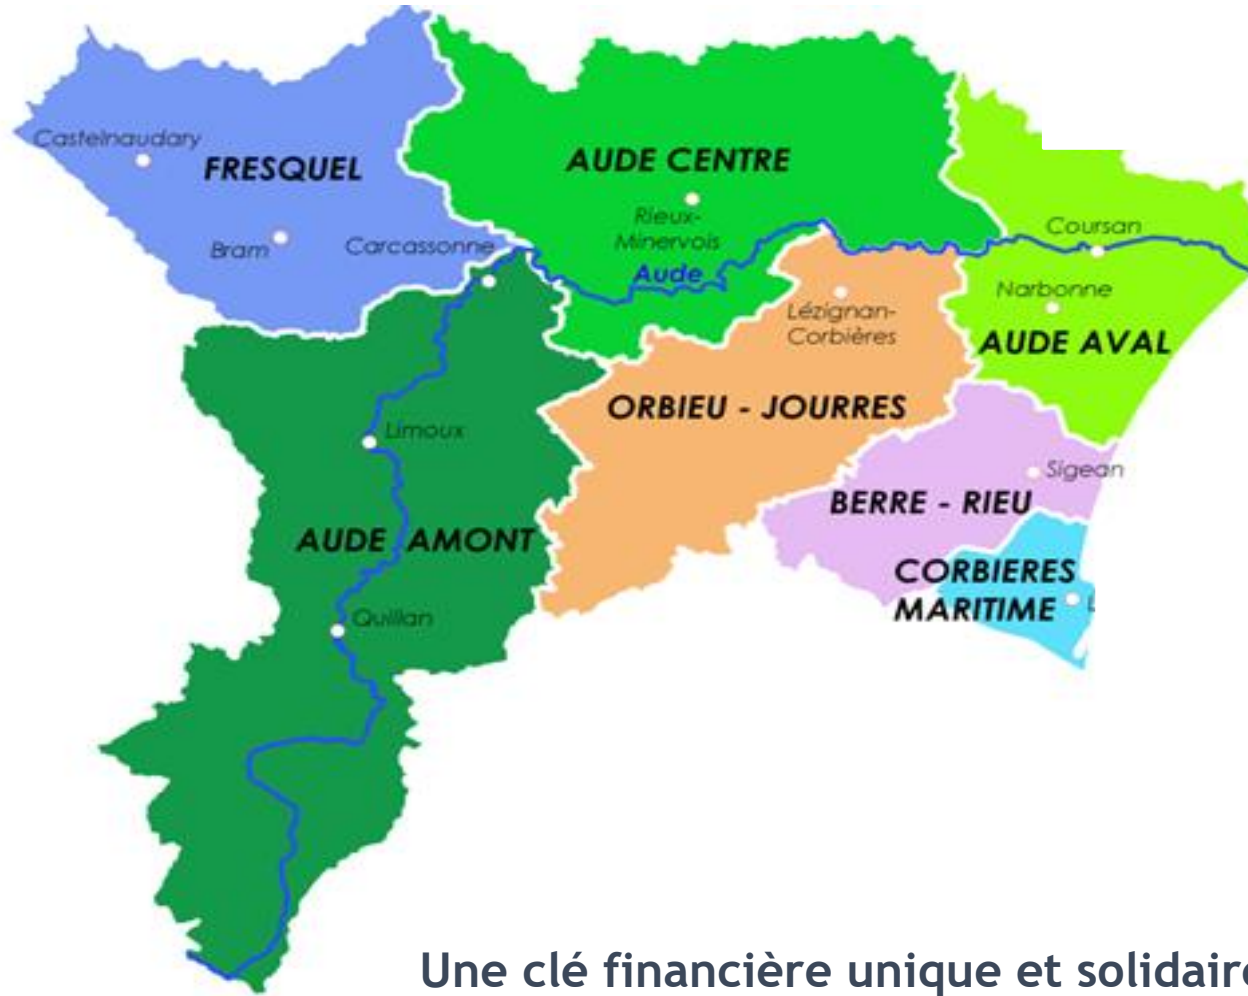 Castelnaudary
FRESQUEL
Bram
Carcassonne
AUDE CENTRE
Rieux-
Minervois
Aude
Coursan
Narbonne
AUDE AVAL
Lézignan-
Corbières
ORBIEU - JOURRES
Limoux
AUDE AMONT
Quillan
Sigean
BERRE - RIEU
CORBIERES
MARITIME
L
Une clé financière unique et solidaire